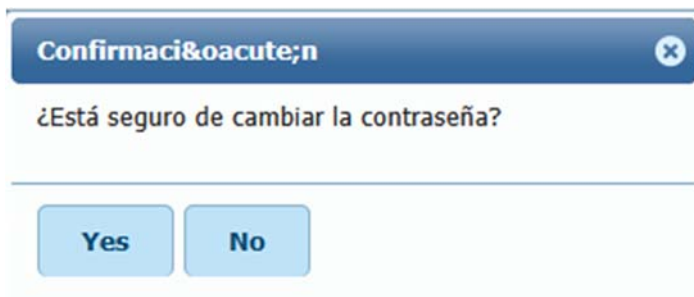 Confirmaci&oacute;n
¿Está seguro de cambiar la contraseña?
Yes No